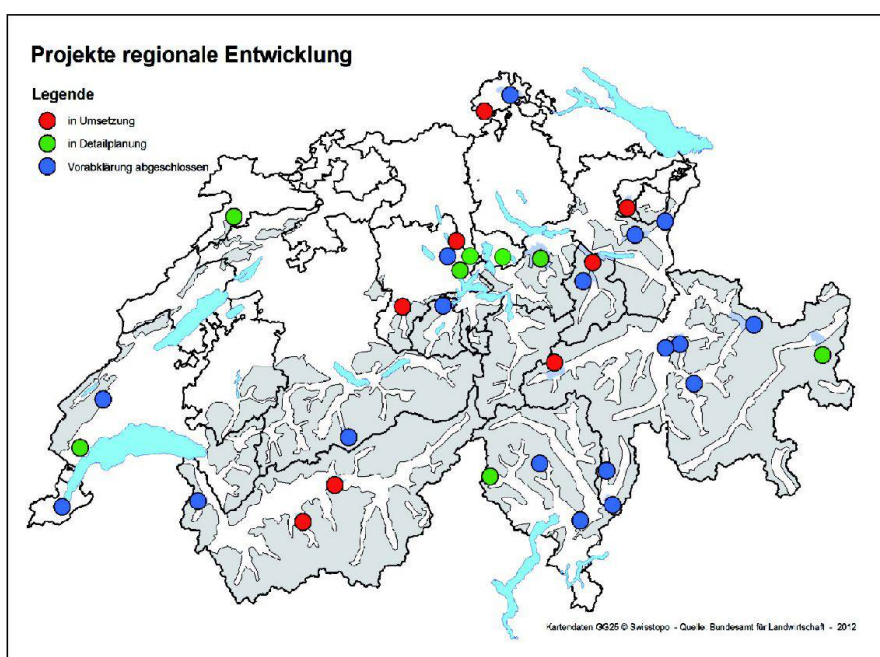 Projekte regionale Entwicklung
Legende
in Umsetzung
in Detailplanung
Vorabklärung abgeschlossen
Kartendaten GG25 © Swisstopo - Quelle: Bundesamt für Landwirtschaft - 2012